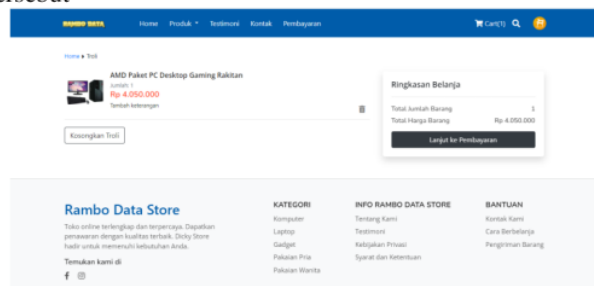 tersebut
RAMBO DATA Home Produk Testimoni Kontak Pembayaran Cart(1)
Home Troli
AMD Paket PC Desktop Gaming Rakitan
Jumlah: 1
Rp 4.050.000
Tambah keterangan
Kosongkan Troli
Ringkasan Belanja
Total Jumlah Barang 1
Total Harga Barang Rp 4.050.000
Lanjut ke Pembayaran
Rambo Data Store
Toko online terlengkap dan terpercaya. Dapatkan
penawaran dengan kualitas terbaik. Dicky Store
hadir untuk memenuhi kebutuhan Anda.
Temukan kami di
KATEGORI
Komputer
Laptop
Gadget
Pakaian Pria
Pakaian Wanita
INFO RAMBO DATA STORE
Tentang Kami
Testimoni
Kebijakan Privasi
Syarat dan Ketentuan
BANTUAN
Kontak Kami
Cara Berbelanja
Pengiriman Barang